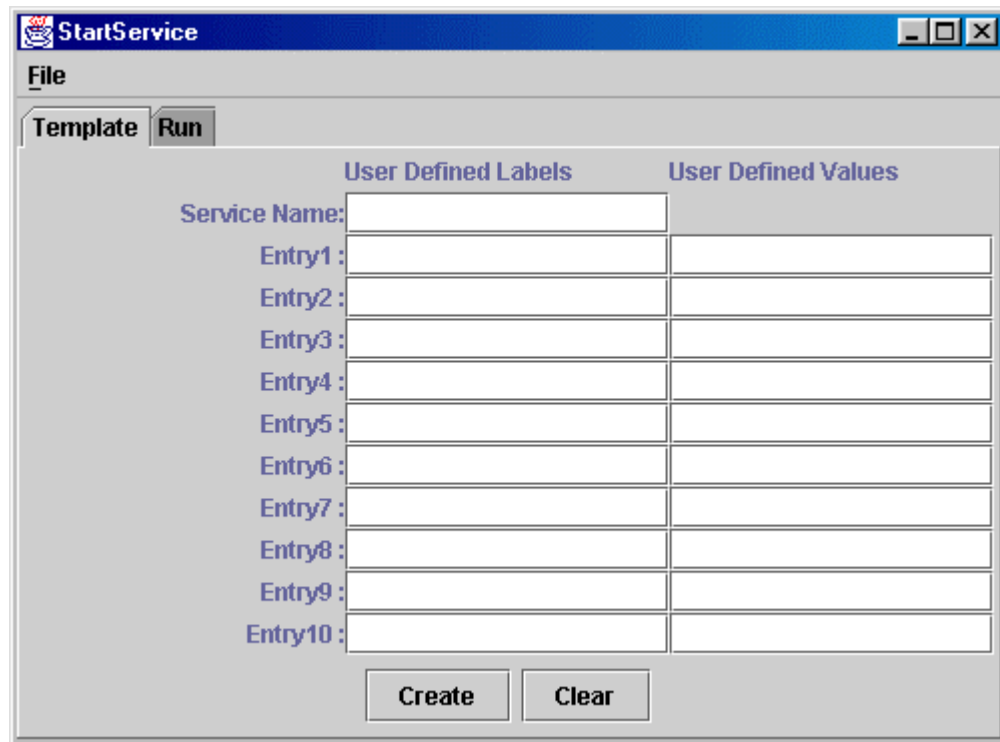 StartService
File
Template Run
User Defined Labels User Defined Values
Service Name:
Entry1 :
Entry2 :
Entry3 :
Entry4 :
Entry5 :
Entry6 :
Entry7 :
Entry8 :
Entry9 :
Entry10 :
Create Clear